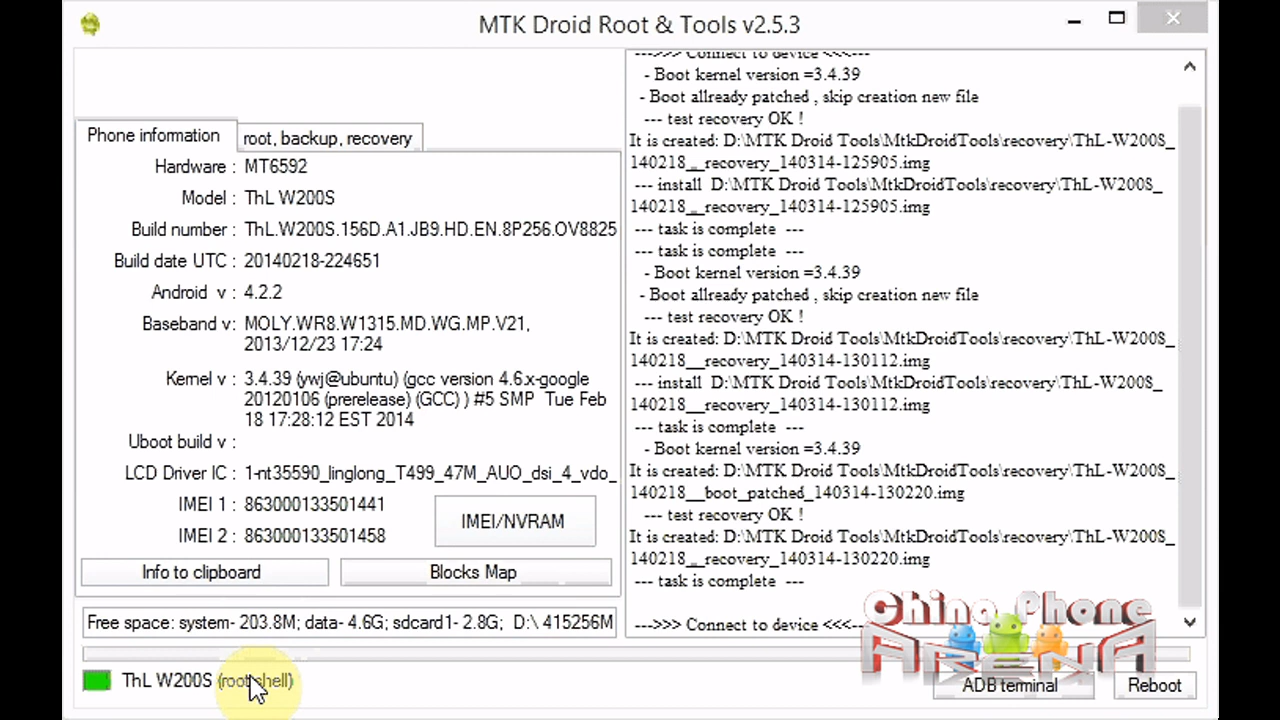 MTK Droid Root & Tools v2.5.3
Phone information
root, backup, recovery
Hardware : MT6592
Model : ThL W200S
Build number : ThL.W200S.156D.A1.JB9.HD.EN.8P256.OV8825
Build date UTC : 20140218-224651
Android v : 4.2.2
Baseband v: MOLY.WR8.W1315.MD.WG.MP.V21,
2013/12/23 17:24
Kernel v : 3.4.39 (ywj@ubuntu) (gcc version 4.6.x-google
20120106 (prerelease) (GCC) ) #5 SMP Tue Feb
18 17:28:12 EST 2014
Uboot build v :
LCD Driver IC : 1-nt35590_linglong_T499_47M_AUO_dsi_4_vdo_
IMEI 1 : 863000133501441
IMEI 2 : 863000133501458
IMEI/NVRAM
Info to clipboard
Blocks Map
Free space: system- 203.8M; data- 4.6G; sdcard1- 2.8G; D:\ 415256M
ThL W200S (root shell)
--->>> Connect to device <<<---
- Boot kernel version =3.4.39
- Boot allready patched , skip creation new file
--- test recovery OK !
It is created: D:\MTK Droid Tools\MtkDroidTools\recovery\ThL-W200S_
140218__recovery_140314-125905.img
--- install D:\MTK Droid Tools\MtkDroidTools\recovery\ThL-W200S_
140218__recovery_140314-125905.img
--- task is complete ---
--- task is complete ---
- Boot kernel version =3.4.39
- Boot allready patched , skip creation new file
--- test recovery OK !
It is created: D:\MTK Droid Tools\MtkDroidTools\recovery\ThL-W200S_
140218__recovery_140314-130112.img
--- install D:\MTK Droid Tools\MtkDroidTools\recovery\ThL-W200S_
140218__recovery_140314-130112.img
--- task is complete ---
- Boot kernel version =3.4.39
It is created: D:\MTK Droid Tools\MtkDroidTools\recovery\ThL-W200S_
140218__boot_patched_140314-130220.img
--- test recovery OK !
It is created: D:\MTK Droid Tools\MtkDroidTools\recovery\ThL-W200S_
140218__recovery_140314-130220.img
--- task is complete ---
--->>> Connect to device <<<--
China Phone
ARENA
ADB terminal
Reboot